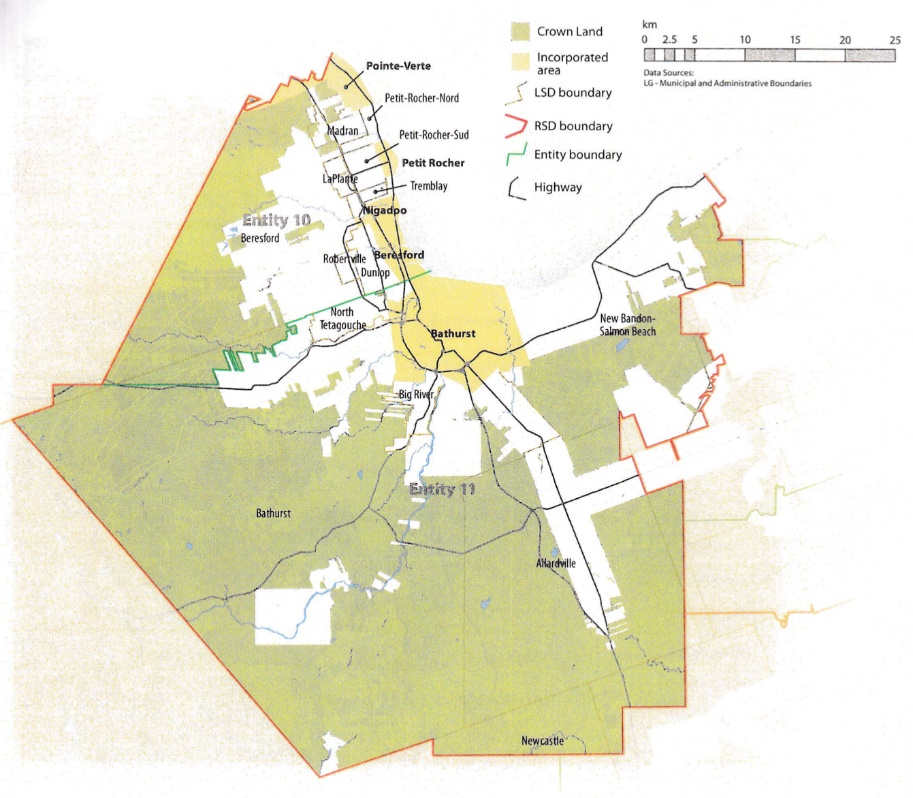 Crown Land
Incorporated
area
LSD boundary
RSD boundary
Entity boundary
Highway
km
0 2.5 5 10 15 20 25
Data Sources:
LG - Municipal and Administrative Boundaries
Pointe-Verte
Petit-Rocher-Nord
Madran
Petit-Rocher-Sud
Petit Rocher
LaPlante
Tremblay
Nigadoo
Entity 10
Beresford
Robertville
Beresford
Dunlop
North
Tetagouche
Bathurst
New Bandon-
Salmon Beach
Big River
Entity 11
Bathurst
Allardville
Newcastle